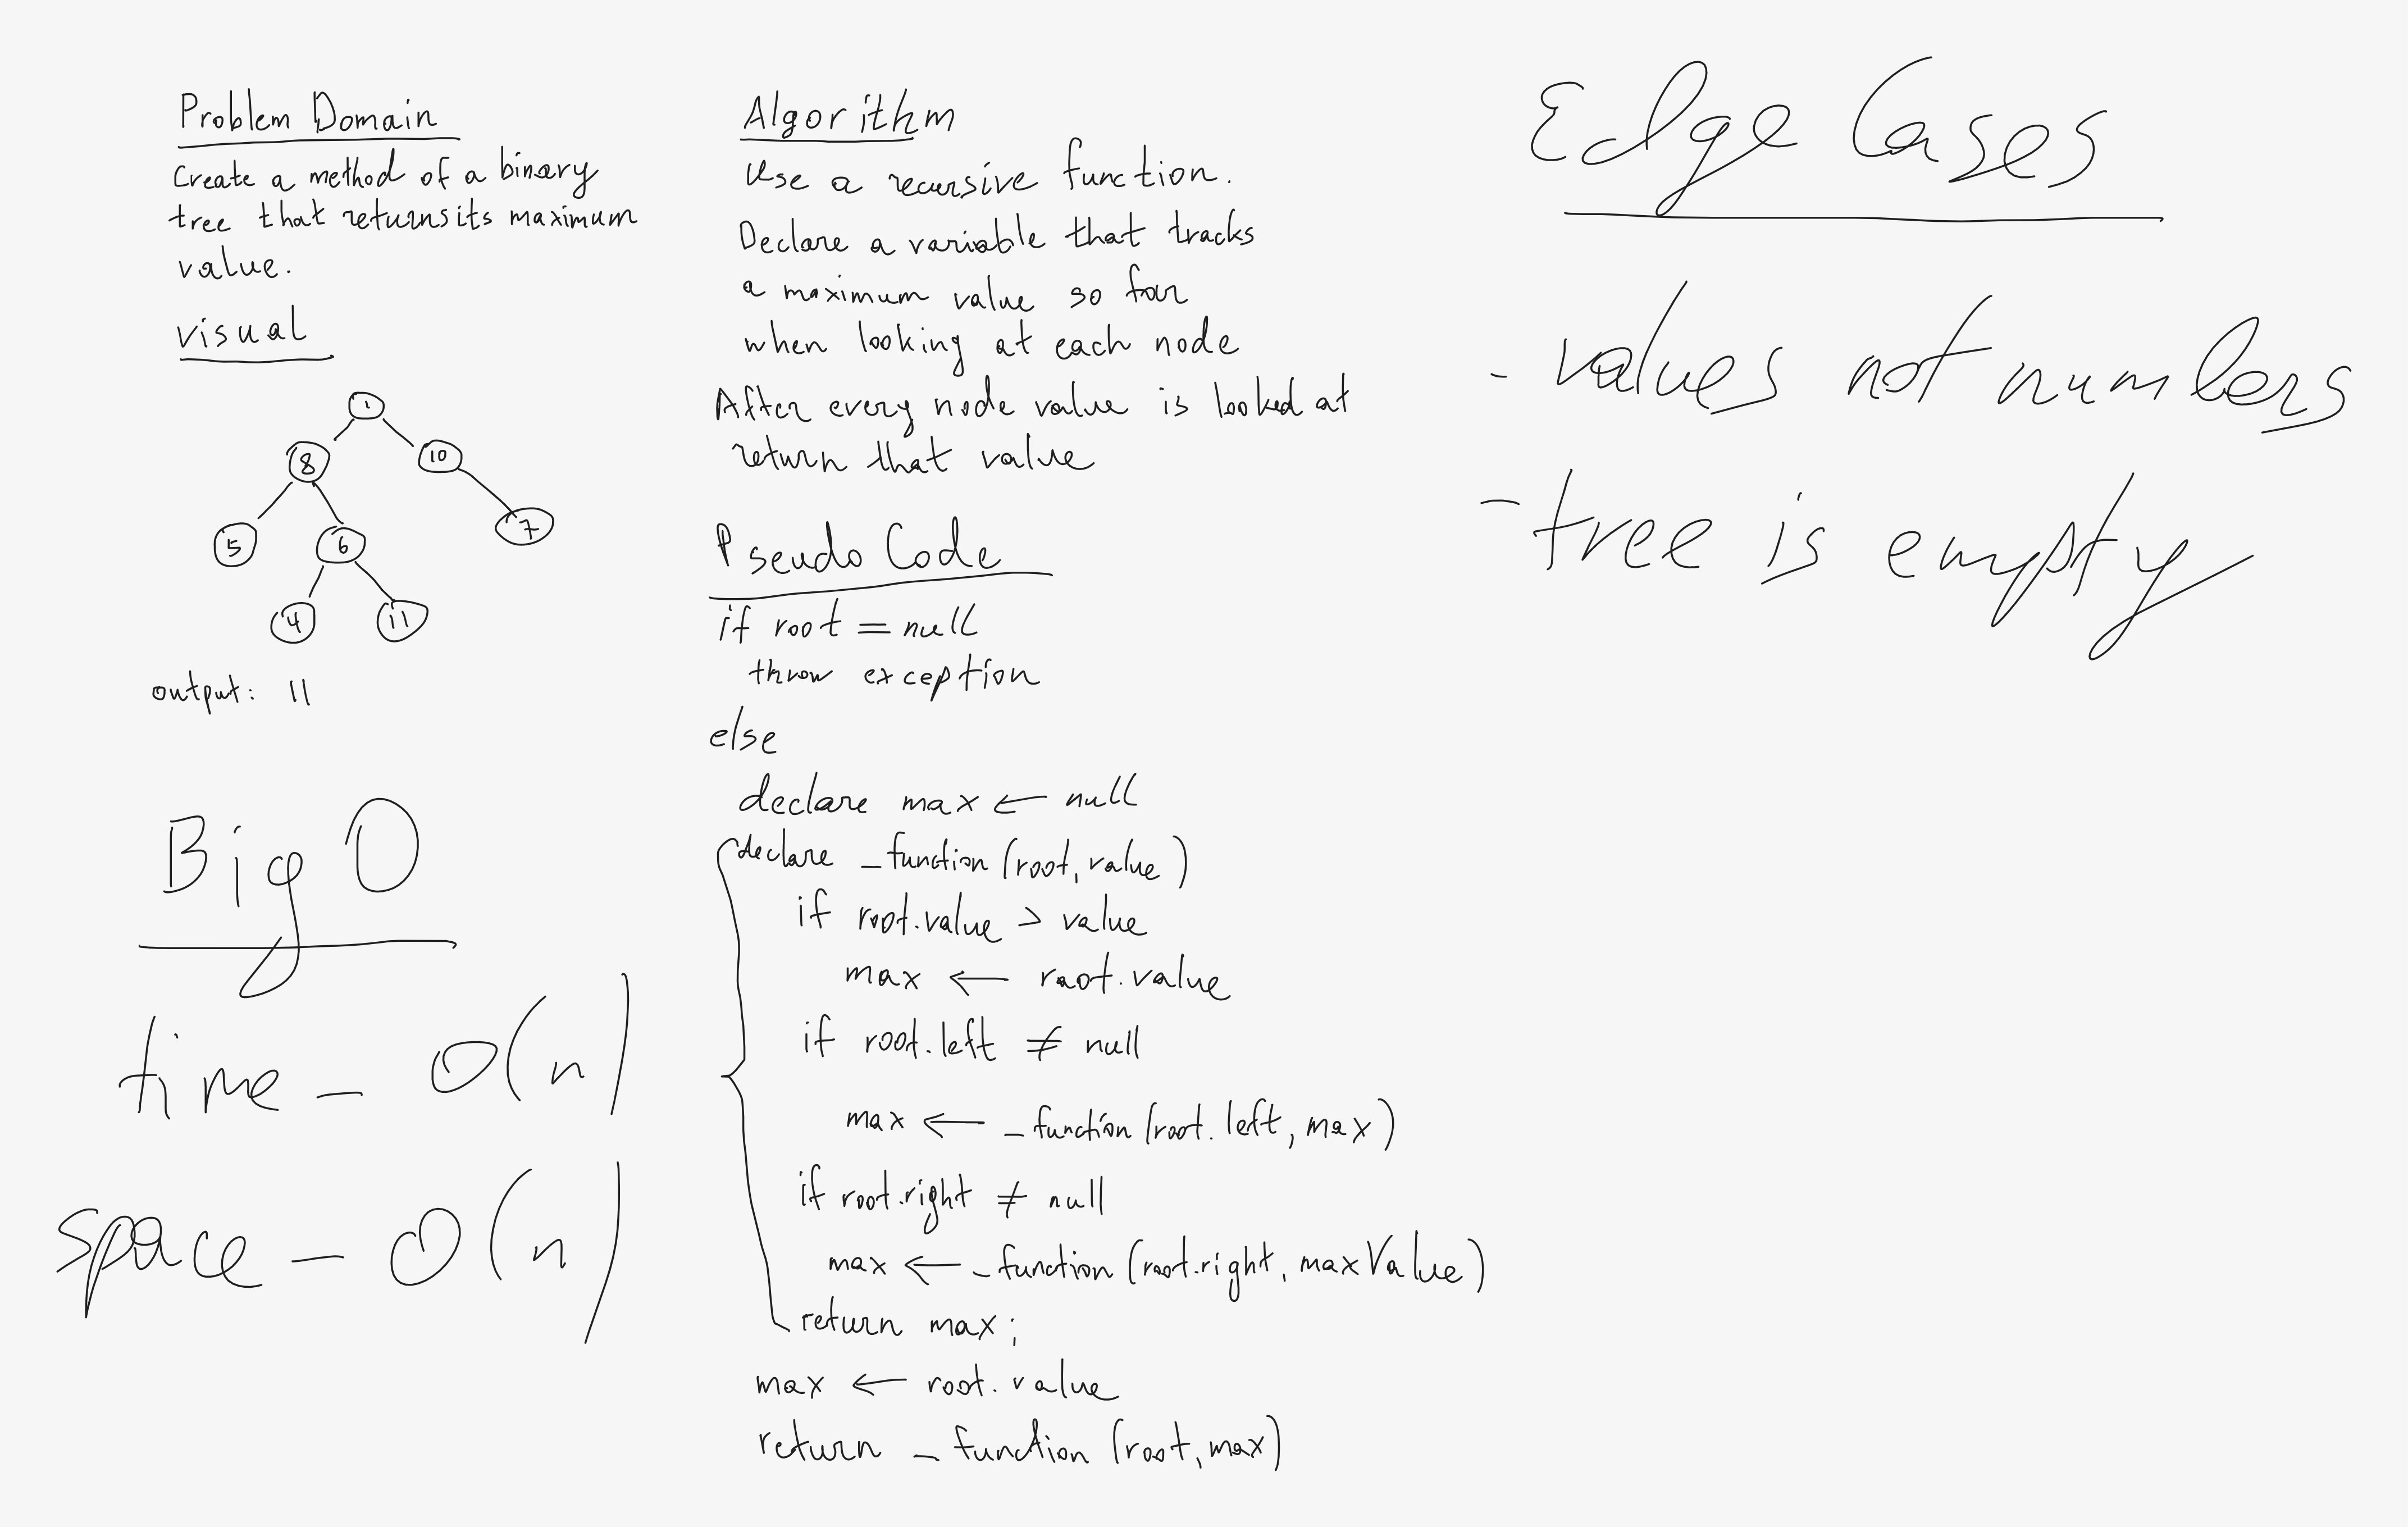 Problem Domain
Create a method of a binary
tree that returns its maximum
value.
visual
1
8
10
5
6
7
4
11
output: 11
Big O
time - O(n)
space - O(n)
Algorithm
Use a recursive function.
Declare a variable that tracks
a maximum value so far
when looking at each node
After every node value is looked at
return that value
Pseudo Code
if root = null
throw exception
else
declare max ← null
declare _function (root, value)
if root.value > value
max ← root.value
if root.left ≠ null
max ← _function (root.left, max)
if root.right ≠ null
max ← _function (root.right, maxValue)
return max;
max ← root.value
return _function (root, max)
Edge Cases
- values not numbers
- tree is empty